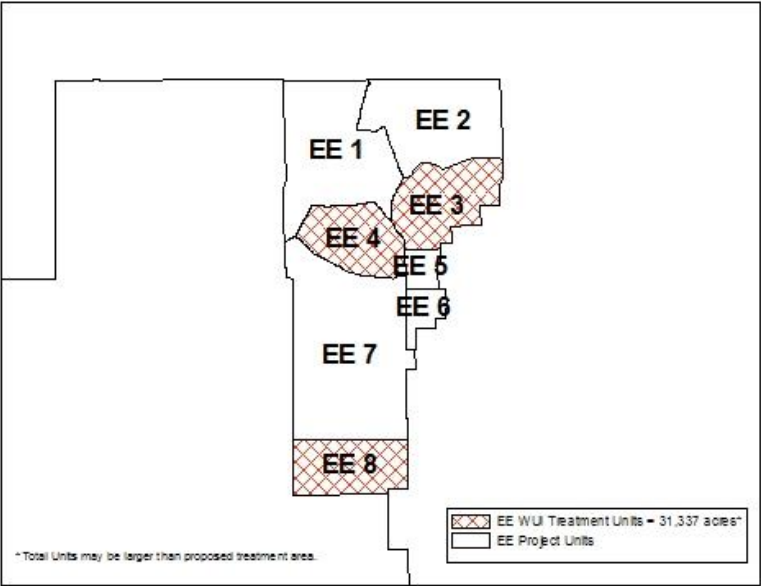 EE 2
EE 1
EE 3
EE 4
EE 5
EE 6
EE 7
EE 8
EE WUI Treatment Units = 31,337 acres*
EE Project Units
*Total Units may be larger than proposed treatment area.